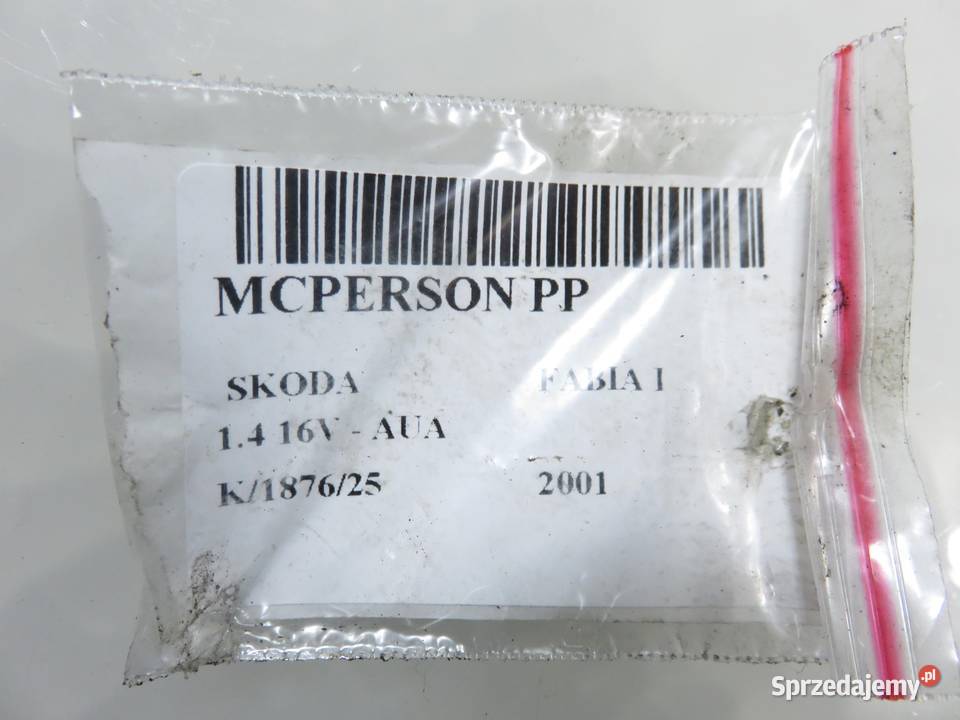 MCPERSON PP
SKODA FABIA I
1.4 16V - AUA
K/1876/25 2001
Sprzedajemy.pl